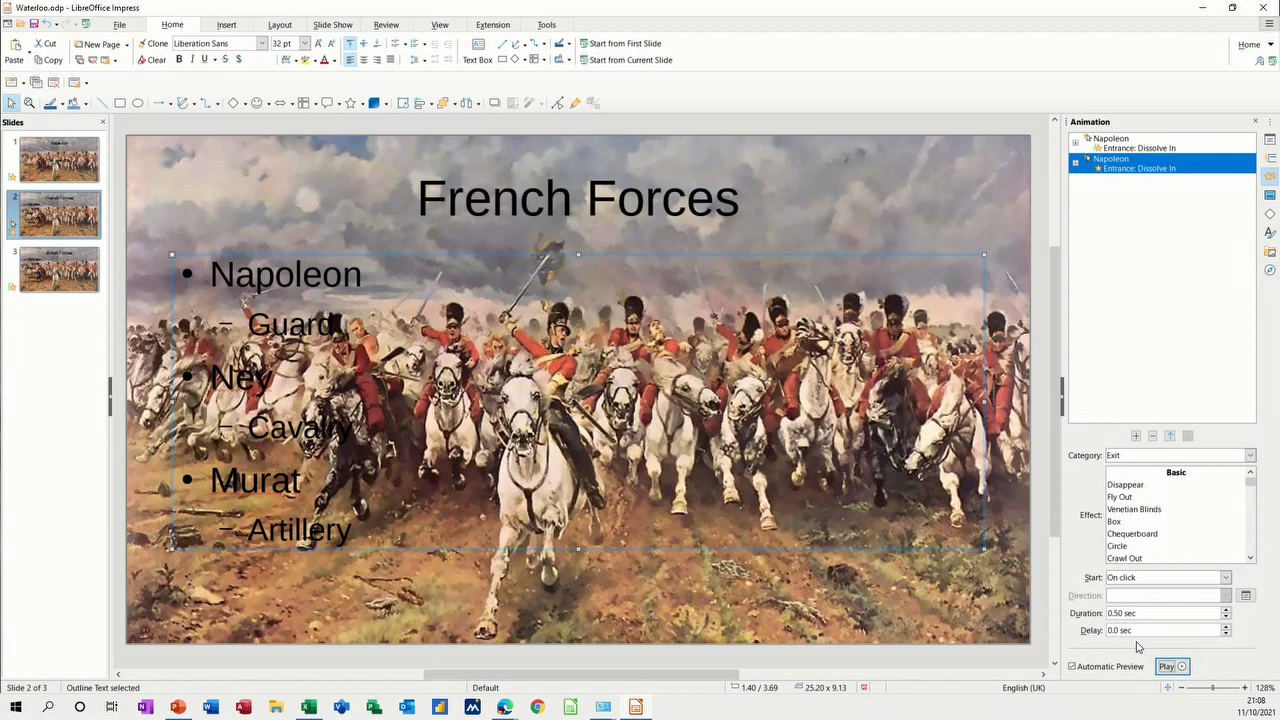 Waterloo.odp - LibreOffice Impress
File Home Insert Layout Slide Show Review View Extension Tools
Paste Cut Copy New Page Clone Clear Liberation Sans 32 pt Text Box Start from First Slide Start from Current Slide Home
Slides
1
2
3
French Forces
• Napoleon
– Guard
• Ney
– Cavalry
• Murat
– Artillery
Animation
Napoleon
Entrance: Dissolve In
Napoleon
Entrance: Dissolve In
Category: Exit
Effect:
Basic
Disappear
Fly Out
Venetian Blinds
Box
Chequerboard
Circle
Crawl Out
Start: On click
Direction:
Duration: 0.50 sec
Delay: 0.0 sec
Automatic Preview Play
Slide 2 of 3 Outline Text selected Default 1.40 / 3.69 English (UK) 128%
21:08
11/10/2021